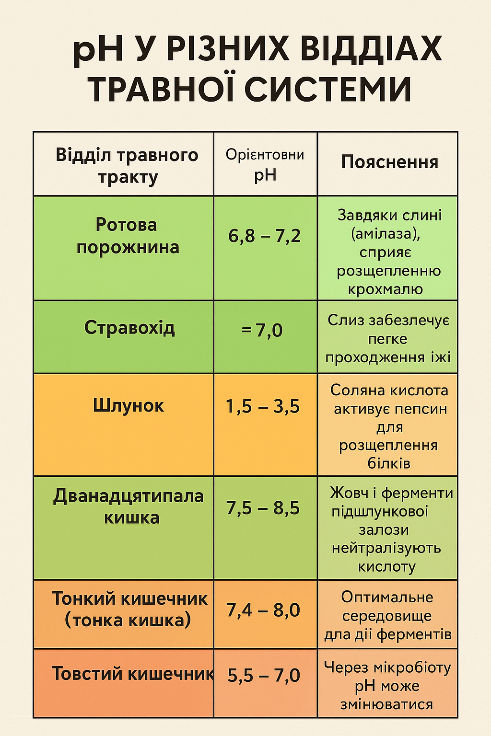 pH У РІЗНИХ ВІДДІАХ
ТРАВНОЇ СИСТЕМИ
Відділ травного
тракту
Орієнтовни
pH
Пояснення
Ротова
порожнина
6,8 – 7,2
Завдяки слині
(амілаза),
сприяє
розщепленню
крохмалю
Стравохід
= 7,0
Слиз забезлечує
пегке
проходження їжі
Шлунок
1,5 – 3,5
Соляна кислота
активує пепсин
для
розщеплення
білків
Дванадцятипала
кишка
7,5 – 8,5
Жовч і ферменти
підшлункової
залози
нейтралізують
кислоту
Тонкий кишечник
(тонка кишка)
7,4 – 8,0
Оптимальне
середовище
дла дії ферментів
Товстий кишечник
5,5 – 7,0
Через мікробіоту
pH може
змінюватися